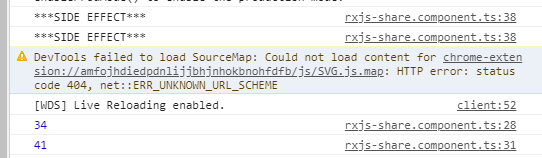 ***SIDE EFFECT*** rxjs-share.component.ts:38
***SIDE EFFECT*** rxjs-share.component.ts:38
DevTools failed to load SourceMap: Could not load content for chrome-exten
sion://amfojhdiedpdnlijjbhjnhokbnohfdfb/js/SVG.js.map: HTTP error: status
code 404, net::ERR_UNKNOWN_URL_SCHEME
[WDS] Live Reloading enabled. client:52
34 rxjs-share.component.ts:28
41 rxjs-share.component.ts:31